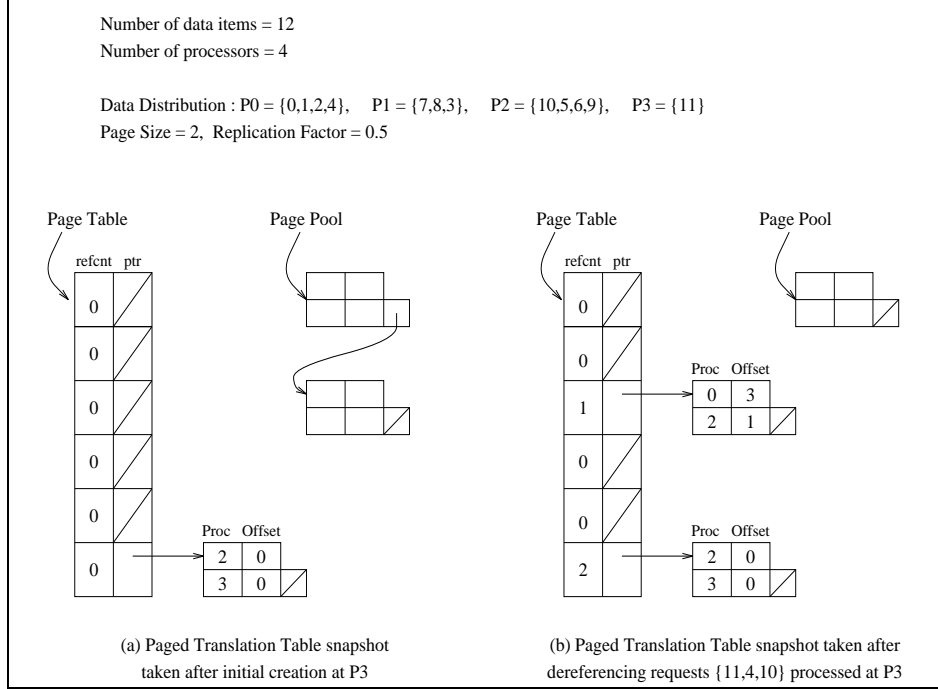 Number of data items = 12
Number of processors = 4
Data Distribution : P0 = {0,1,2,4}, P1 = {7,8,3}, P2 = {10,5,6,9}, P3 = {11}
Page Size = 2, Replication Factor = 0.5
Page Table
Page Pool
refcnt ptr
0
0
0
0
0
0
Proc Offset
2 0
3 0
(a) Paged Translation Table snapshot
taken after initial creation at P3
Page Table
Page Pool
refcnt ptr
0
0
1
0
0
2
Proc Offset
0 3
2 1
Proc Offset
2 0
3 0
(b) Paged Translation Table snapshot taken after
dereferencing requests {11,4,10} processed at P3